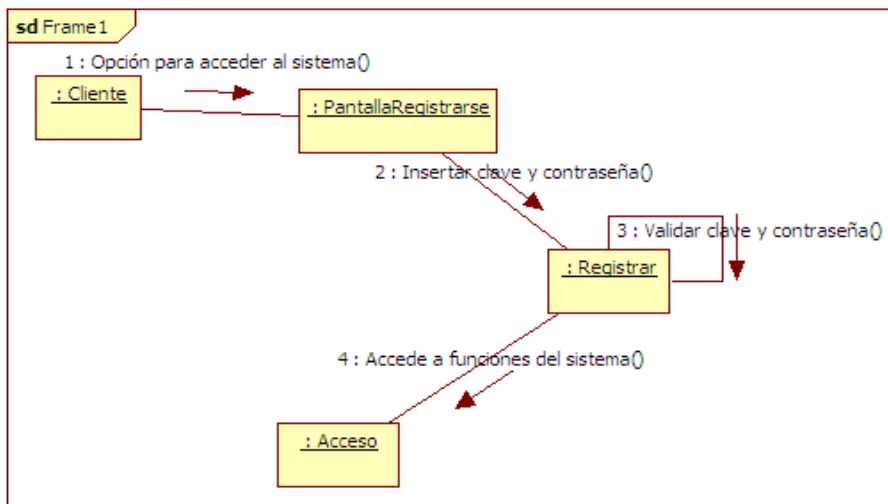 sd Frame1
1 : Opción para acceder al sistema()
: Cliente
: PantallaRegistrarse
2 : Insertar clave y contraseña()
3 : Validar clave y contraseña()
: Registrar
4 : Accede a funciones del sistema()
: Acceso